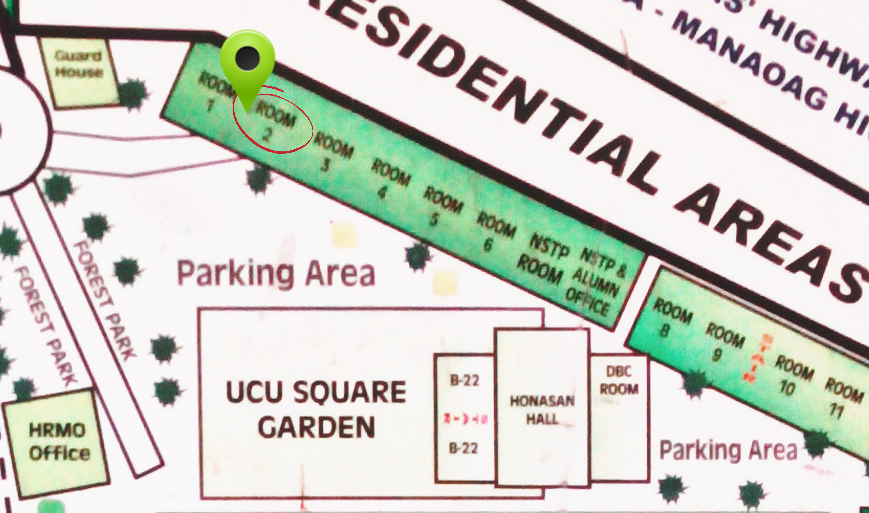 RESIDENTIAL AREAS
S' HIGHWA
A - MANAOAG HI
Guard
House
ROOM
1
ROOM
2
ROOM
3
ROOM
4
ROOM
5
ROOM
6
NSTP
ROOM
NSTP &
ALUMN
OFFICE
ROOM
8
ROOM
9
STAIR
ROOM
10
ROOM
11
Parking Area
FOREST PARK
FOREST PARK
HRMO
Office
UCU SQUARE
GARDEN
B-22
B-22
HONASAN
HALL
DBC
ROOM
Parking Area